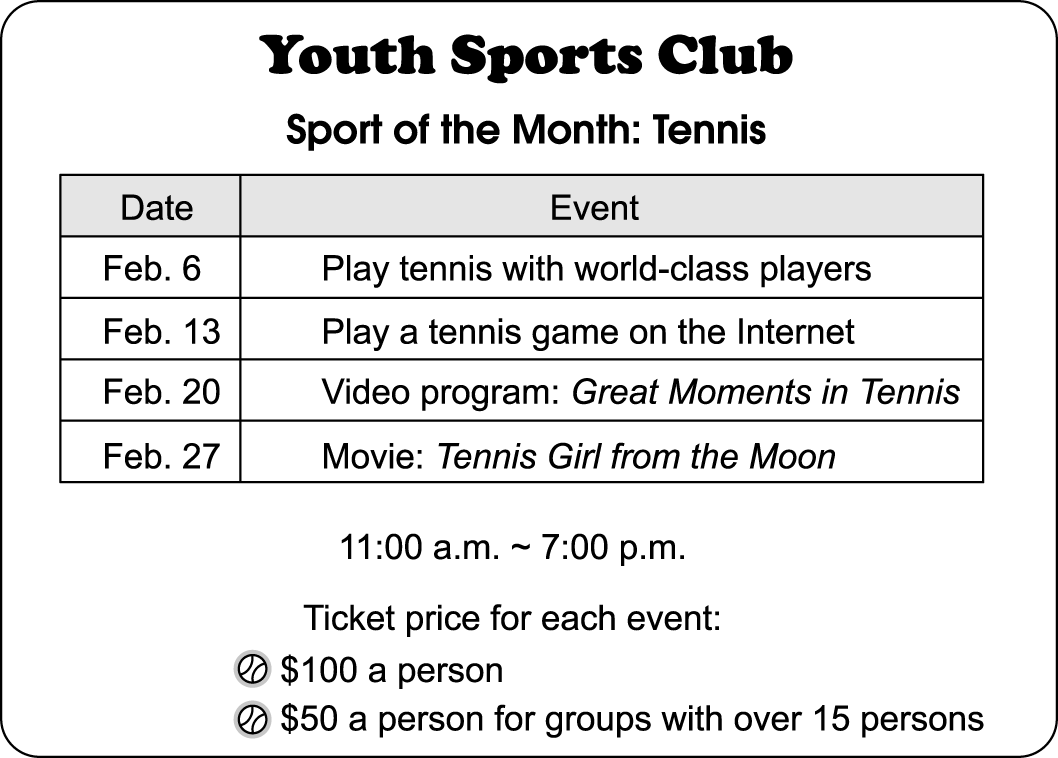 Youth Sports Club
Sport of the Month: Tennis
Date Event
Feb. 6 Play tennis with world-class players
Feb. 13 Play a tennis game on the Internet
Feb. 20 Video program: Great Moments in Tennis
Feb. 27 Movie: Tennis Girl from the Moon
11:00 a.m. ~ 7:00 p.m.
Ticket price for each event:
$100 a person
$50 a person for groups with over 15 persons